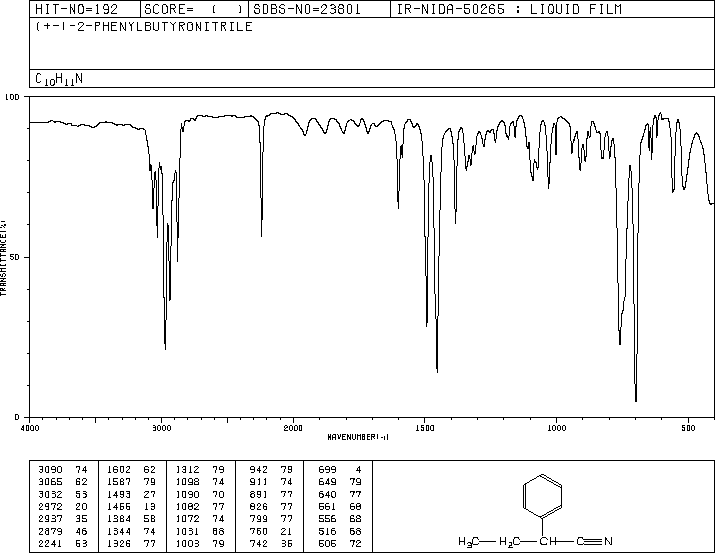 HIT-NO=192 SCORE= ( ) SDBS-NO=23801 IR-NIDA-50265 : LIQUID FILM
(+-)-2-PHENYLBUTYRONITRILE
C10H11N
100
50
0
TRANSMITTANCE(%)
4000 3000 2000 1500 1000 500
WAVENUMBER(-1)
3090 74 1602 62 1312 79 942 79 699 4
3065 62 1587 79 1098 74 911 74 649 79
3032 53 1493 27 1090 70 891 77 640 77
2972 20 1455 13 1082 77 826 77 561 68
2937 35 1384 58 1072 74 799 77 556 68
2879 46 1344 74 1031 68 760 21 516 68
2241 53 1326 77 1003 79 742 35 505 72
H3C H2C CH C N